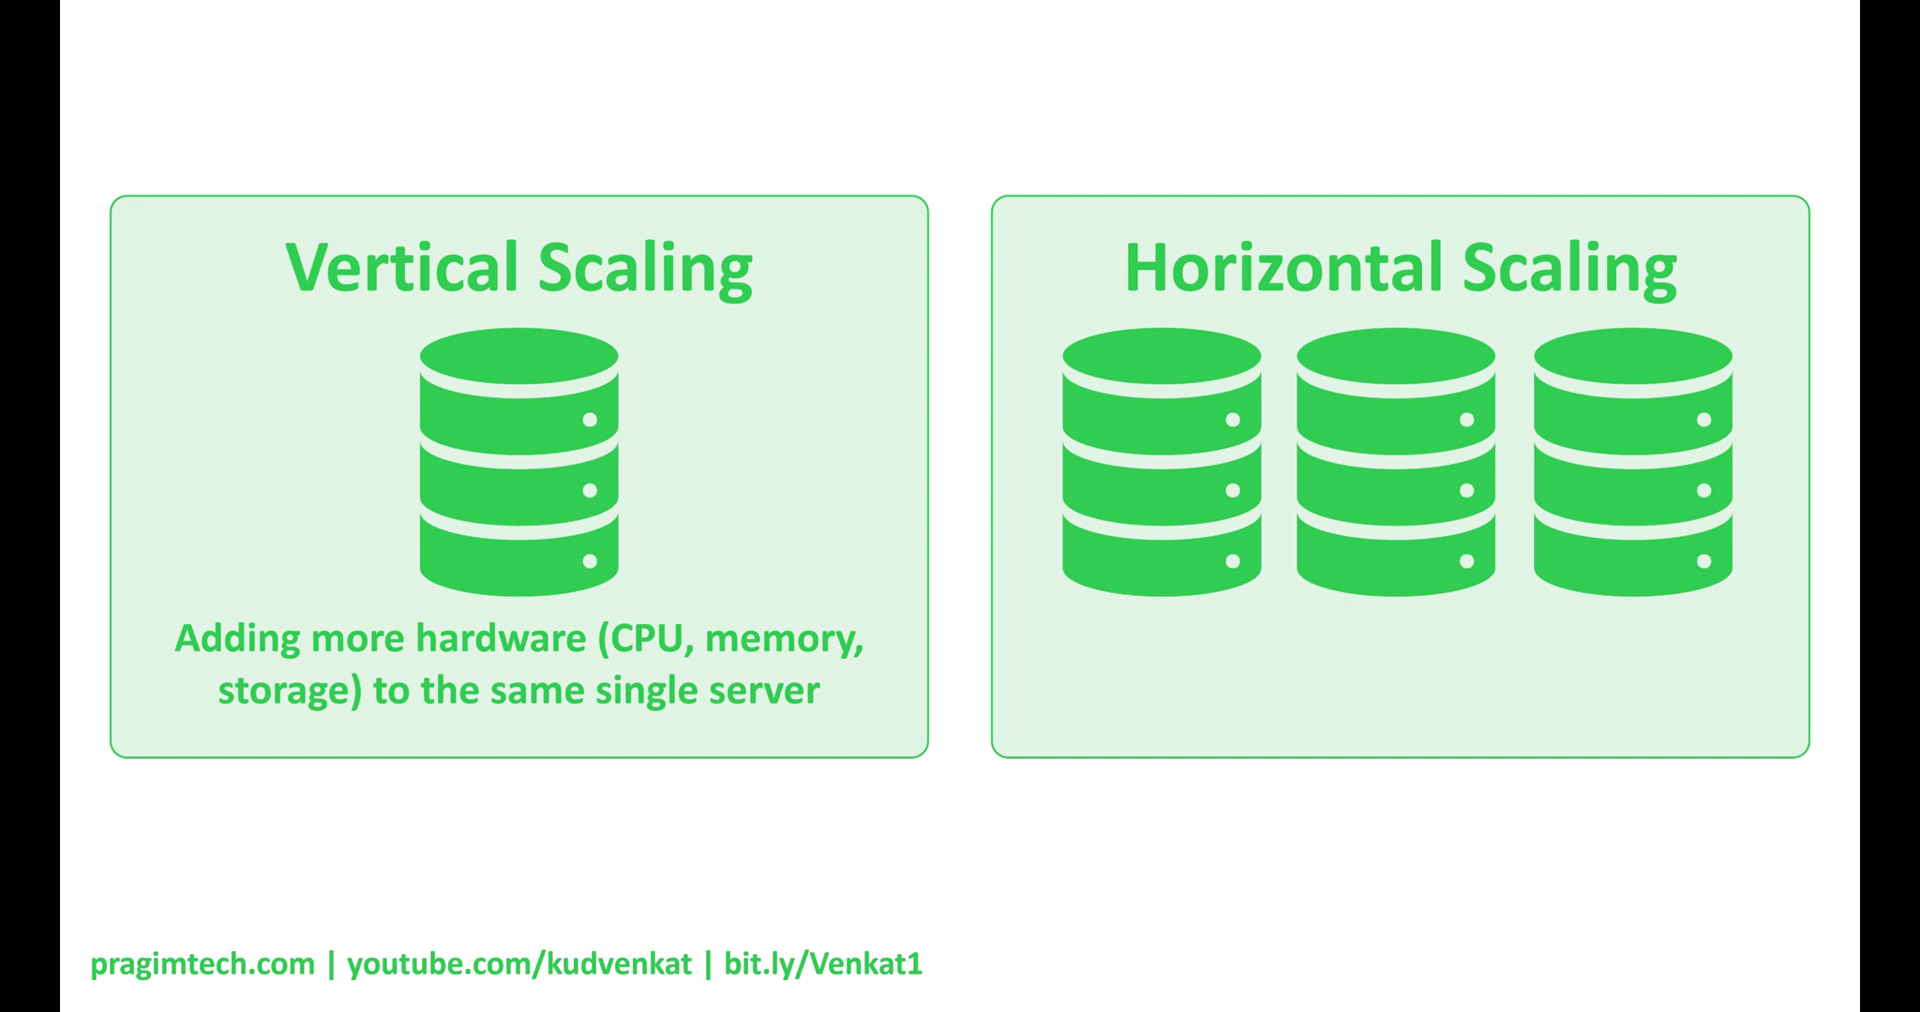 Vertical Scaling
Adding more hardware (CPU, memory,
storage) to the same single server
Horizontal Scaling
pragimtech.com | youtube.com/kudvenkat | bit.ly/Venkat1